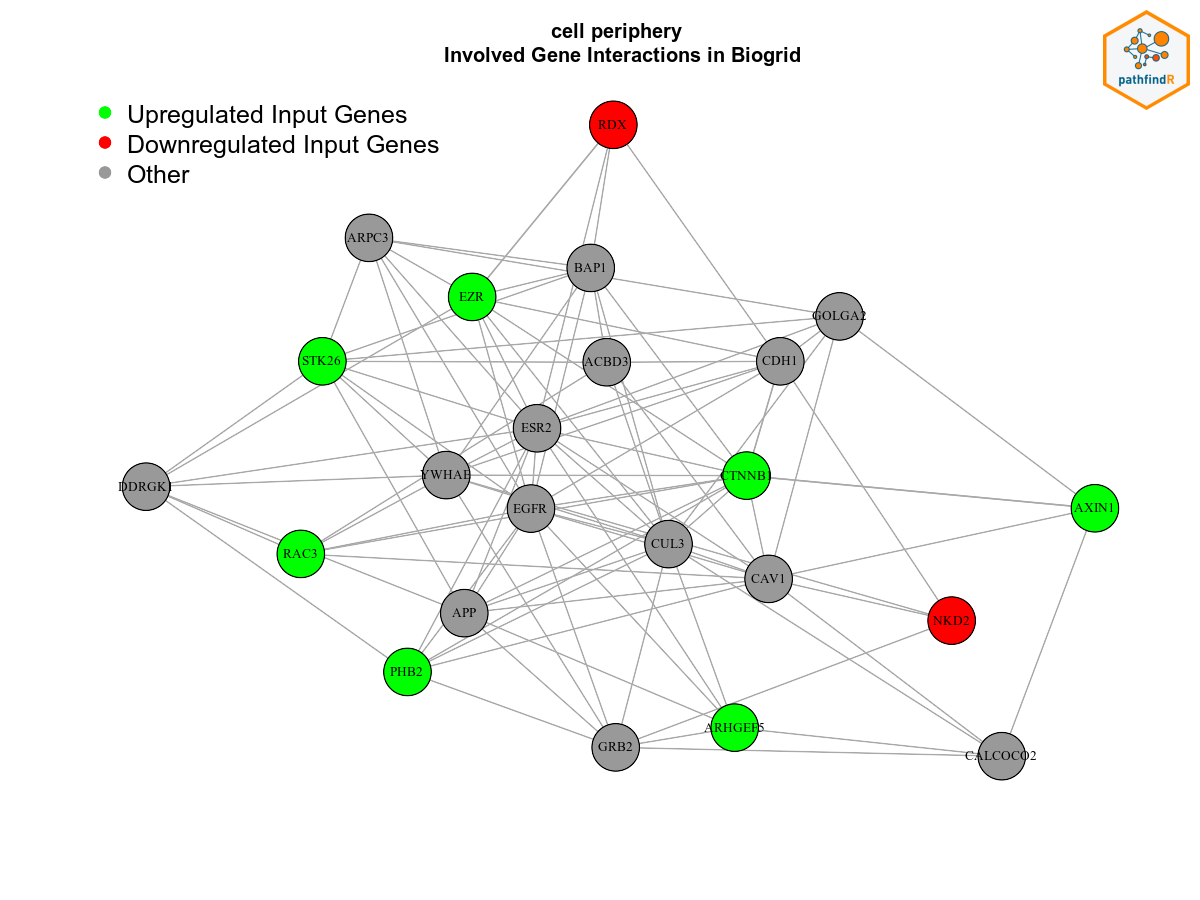 cell periphery
Involved Gene Interactions in Biogrid
pathfindR
Upregulated Input Genes
Downregulated Input Genes
Other
RDX
ARPC3
BAP1
EZR
GOLGA2
STK26
ACBD3
CDH1
ESR2
YWHAE
CTNNB1
DDRGK1
EGFR
AXIN1
CUL3
RAC3
CAV1
APP
NKD2
PHB2
ARHGEF5
GRB2
CALCOCO2